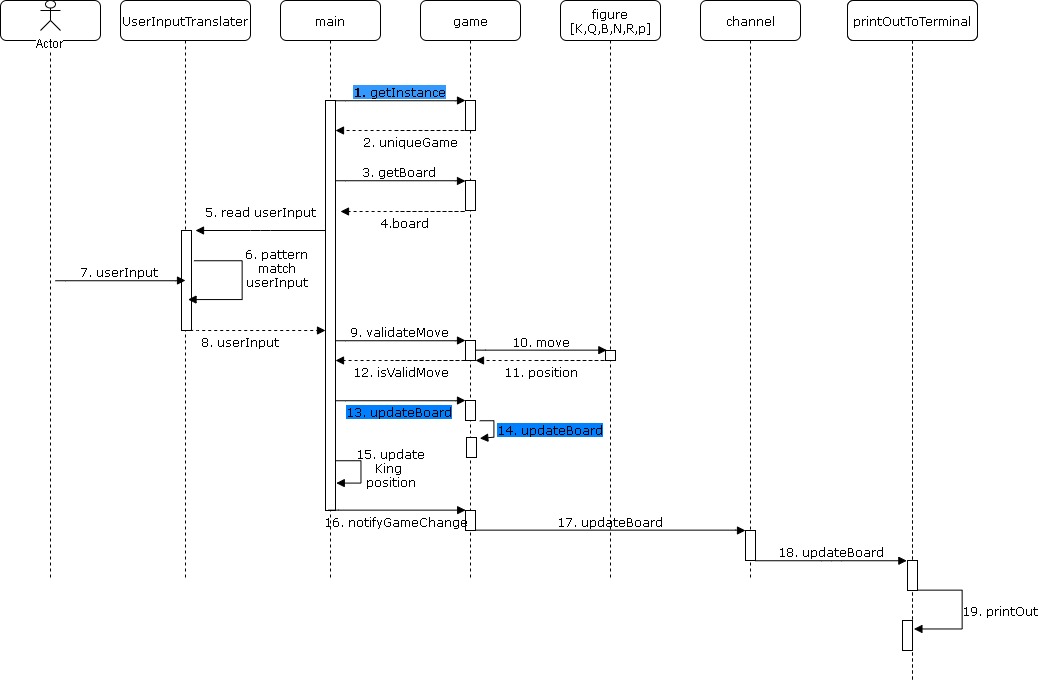 UserInputTranslater
main
game
figure
[K,Q,B,N,R,p]
channel
printOutToTerminal
Actor
1. getInstance
2. uniqueGame
3. getBoard
4.board
5. read userInput
6. pattern
match
userInput
7. userInput
8. userInput
9. validateMove
10. move
11. position
12. isValidMove
13. updateBoard
14. updateBoard
15. update
King
position
16. notifyGameChange
17. updateBoard
18. updateBoard
19. printOut